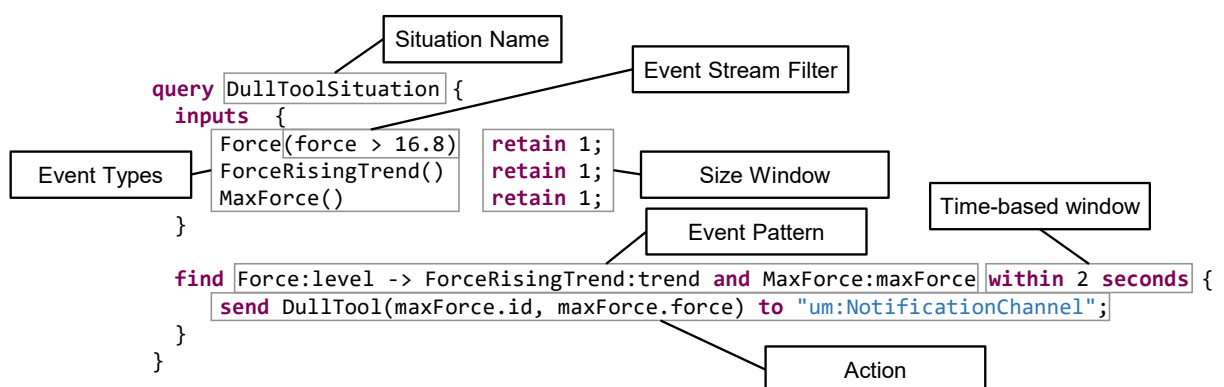 Situation Name
Event Stream Filter
query DullToolSituation {
inputs {
Force(force > 16.8) retain 1;
Event Types
ForceRisingTrend() retain 1;
Size Window
MaxForce() retain 1;
Time-based window
}
Event Pattern
find Force:level -> ForceRisingTrend:trend and MaxForce:maxForce within 2 seconds {
send DullTool(maxForce.id, maxForce.force) to "um:NotificationChannel";
}
}
Action